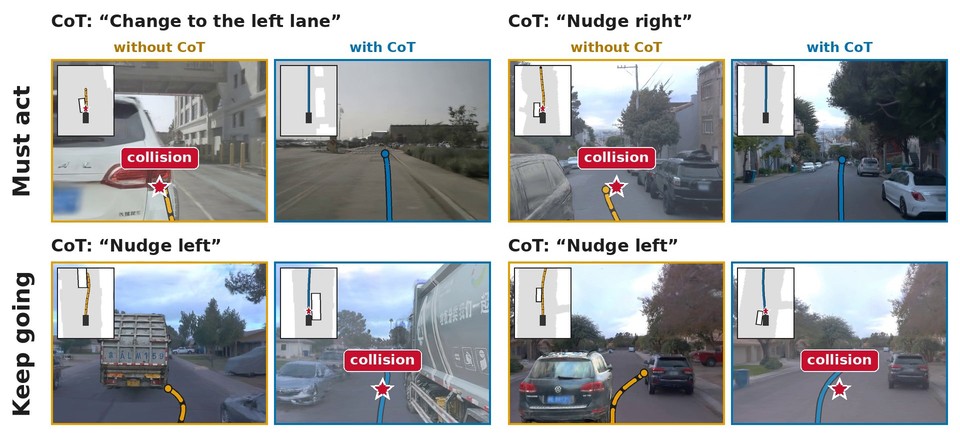 CoT: “Change to the left lane”
CoT: “Nudge right”
without CoT
with CoT
without CoT
with CoT
Must act
collision
collision
CoT: “Nudge left”
CoT: “Nudge left”
Keep going
collision
collision